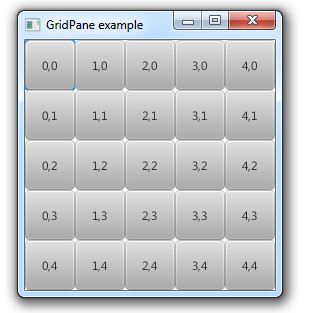 GridPane example
0,0 1,0 2,0 3,0 4,0
0,1 1,1 2,1 3,1 4,1
0,2 1,2 2,2 3,2 4,2
0,3 1,3 2,3 3,3 4,3
0,4 1,4 2,4 3,4 4,4